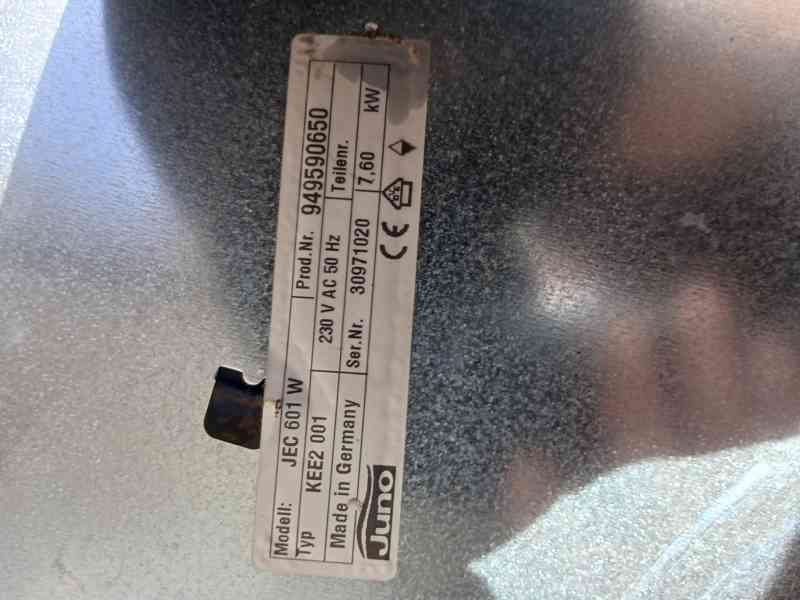 Modell: JEC 601 W Prod.Nr. 949590650
Typ KEE2 001 230 V AC 50 Hz Teilenr.
Made in Germany Ser.Nr. 30971020 7,60 kW
Juno CE